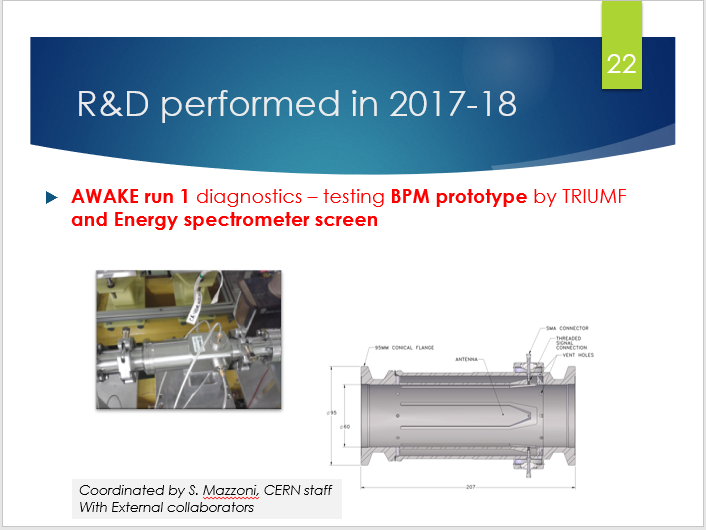 22
R&D performed in 2017-18
AWAKE run 1 diagnostics – testing BPM prototype by TRIUMF
and Energy spectrometer screen
SMA CONNECTOR
THREADED
SIGNAL
CONNECTION
VENT HOLES
95MM CONICAL FLANGE
ANTENNA
207
Coordinated by S. Mazzoni, CERN staff
With External collaborators